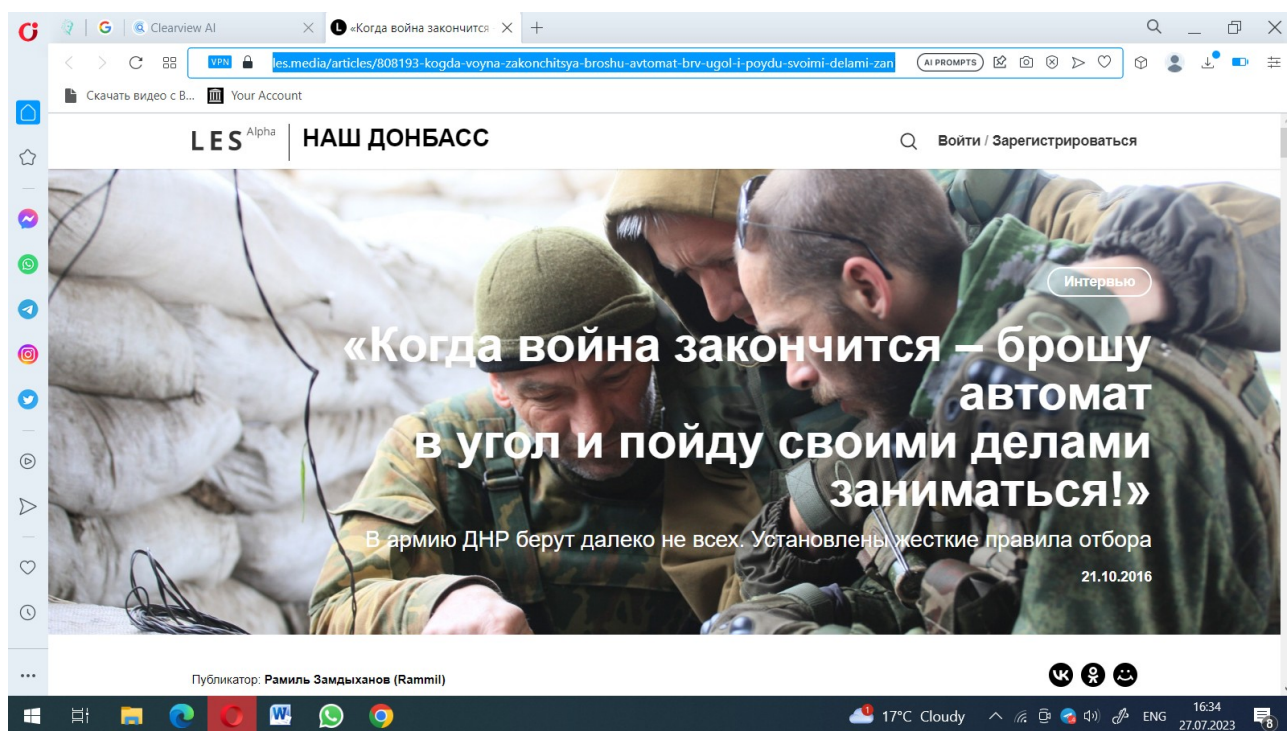 Clearview AI
«Когда война закончится
VPN
les.media/articles/808193-kogda-voyna-zakonchitsya-broshu-avtomat-brv-ugol-i-poydu-svoimi-delami-zan
AI PROMPTS
Скачать видео с В...
Your Account
LES Alpha
НАШ ДОНБАСС
Войти / Зарегистрироваться
Интервью
«Когда война закончится – брошу
автомат
в угол и пойду своими делами
заниматься!»
В армию ДНР берут далеко не всех. Установлены жесткие правила отбора
21.10.2016
Публикатор: Рамиль Замдыханов (Rammil)
17°C Cloudy
ENG
16:34
27.07.2023
8